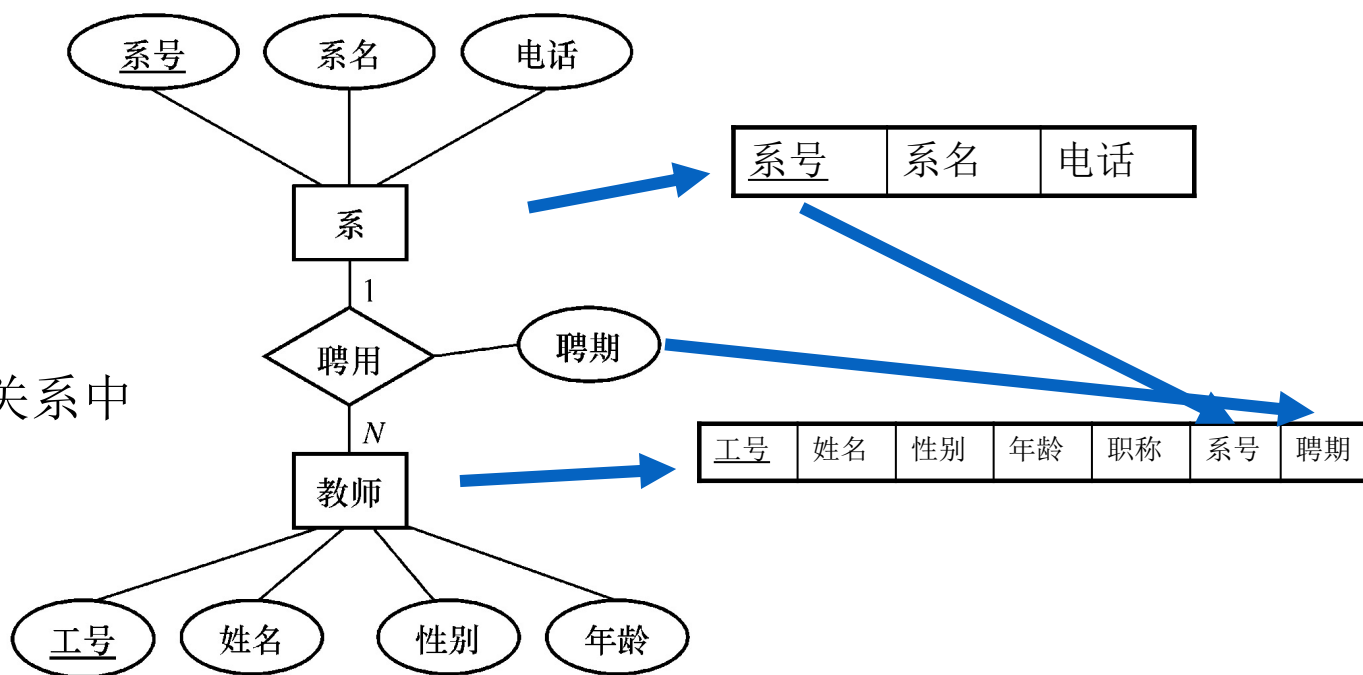 系号 系名 电话
系号 系名 电话
系
1
聘用 聘期
关系中
N
工号 姓名 性别 年龄 职称 系号 聘期
教师
工号 姓名 性别 年龄